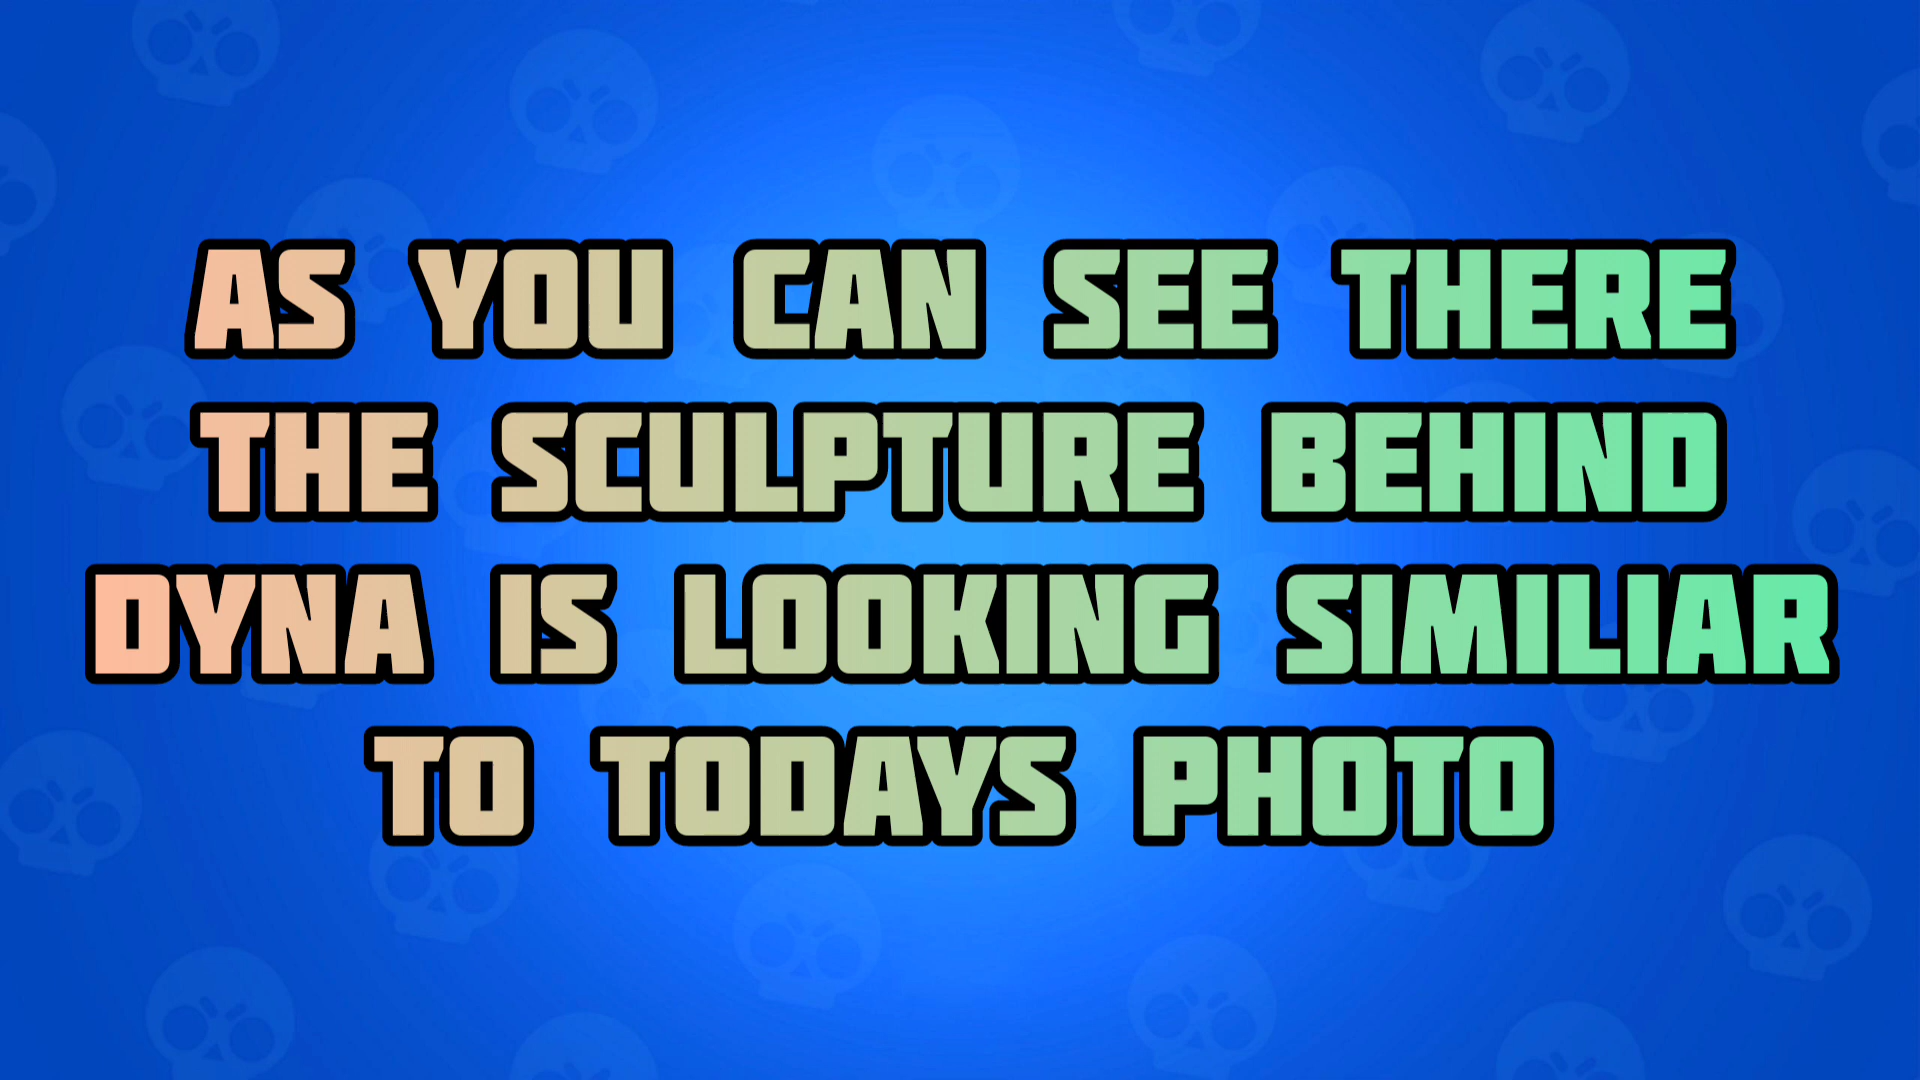 AS YOU CAN SEE THERE
THE SCULPTURE BEHIND
DYNA IS LOOKING SIMILIAR
TO TODAYS PHOTO